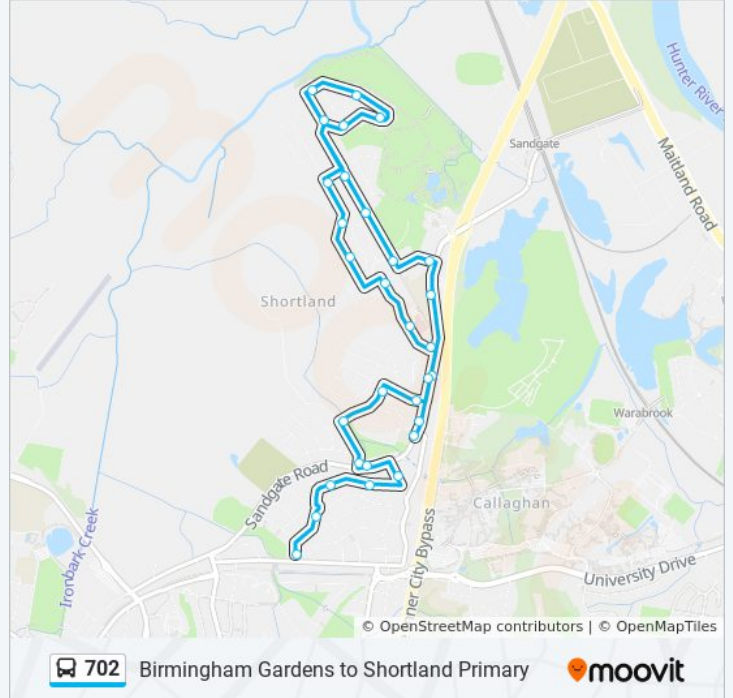 Hunter River
Sandgate
Maitland Road
Shortland
Warabrook
Sandgate Road
Callaghan
Ironbark Creek
ner City Bypass
University Drive
© OpenStreetMap contributors | © OpenMapTiles
702 Birmingham Gardens to Shortland Primary
moovit